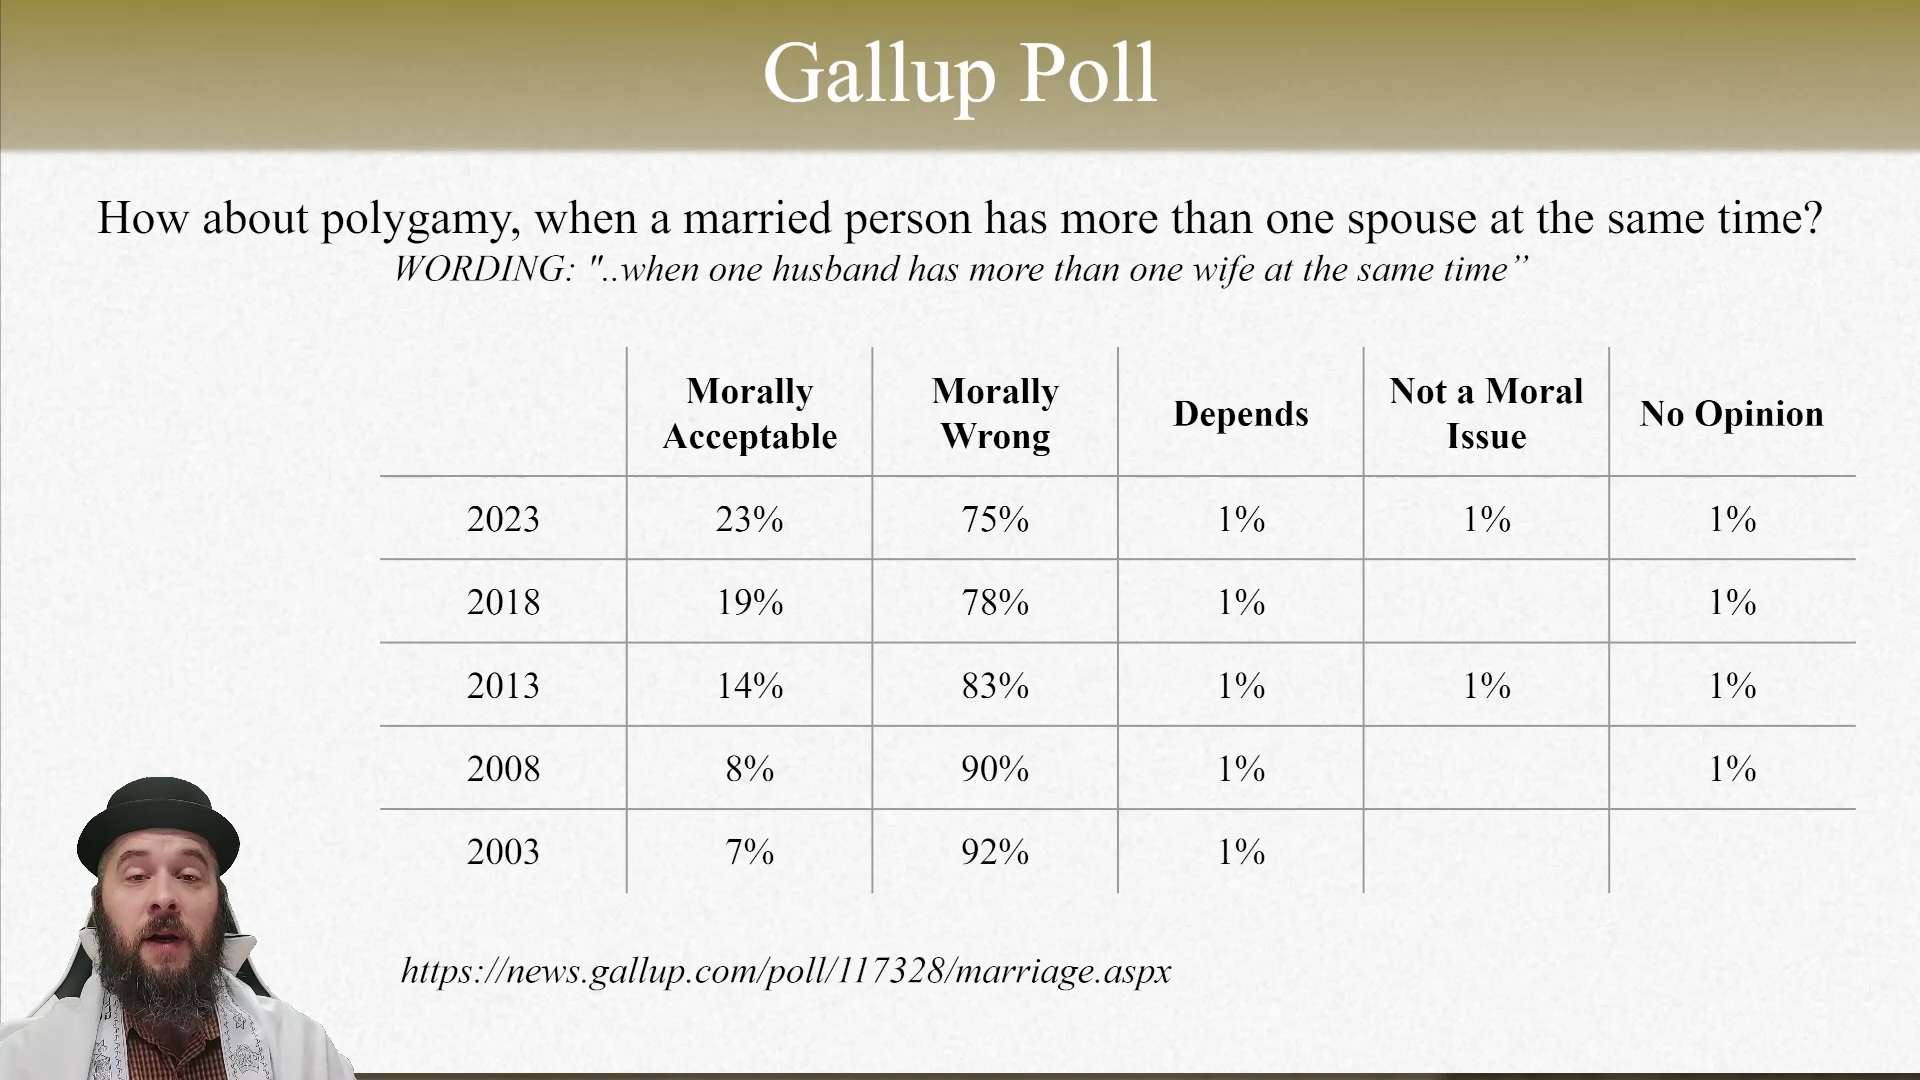 Gallup Poll
How about polygamy, when a married person has more than one spouse at the same time?
WORDING: "..when one husband has more than one wife at the same time”
Morally Acceptable Morally Wrong Depends Not a Moral Issue No Opinion
2023 23% 75% 1% 1% 1%
2018 19% 78% 1% 1%
2013 14% 83% 1% 1% 1%
2008 8% 90% 1% 1%
2003 7% 92% 1%
https://news.gallup.com/poll/117328/marriage.aspx